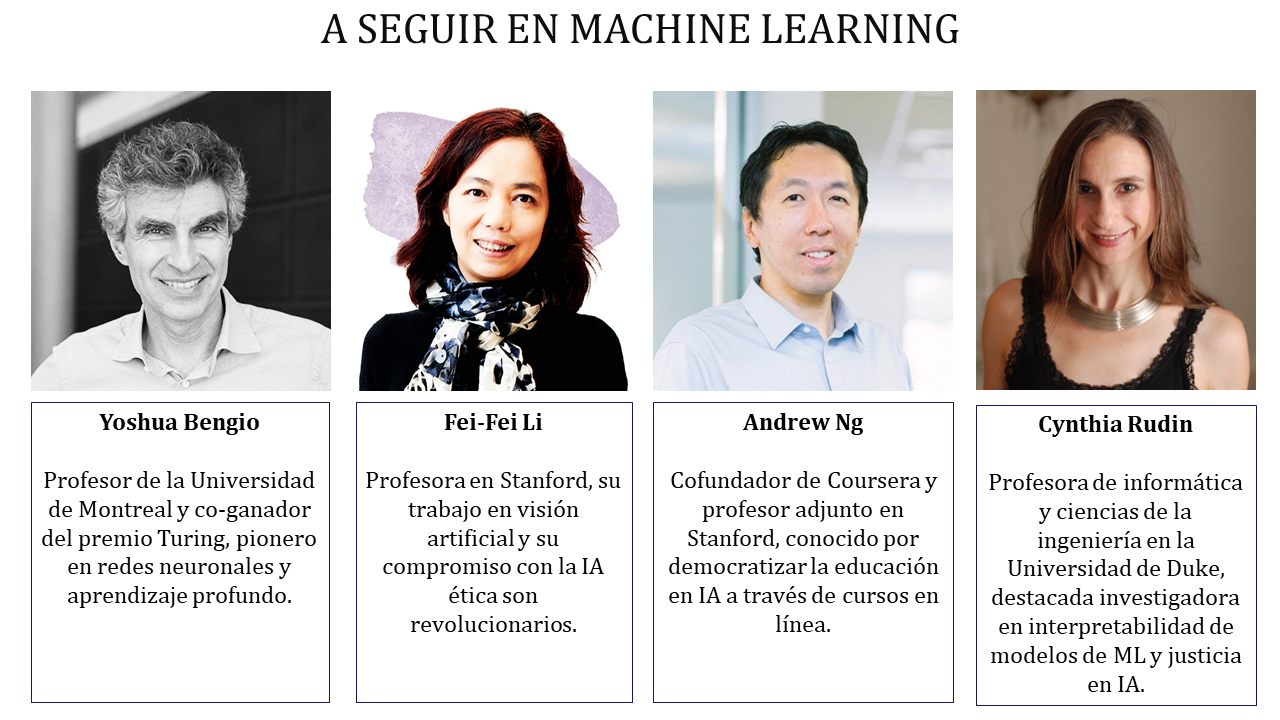 A SEGUIR EN MACHINE LEARNING
Yoshua Bengio
Profesor de la Universidad
de Montreal y co-ganador
del premio Turing, pionero
en redes neuronales y
aprendizaje profundo.
Fei-Fei Li
Profesora en Stanford, su
trabajo en visión
artificial y su
compromiso con la IA
ética son
revolucionarios.
Andrew Ng
Cofundador de Coursera y
profesor adjunto en
Stanford, conocido por
democratizar la educación
en IA a través de cursos en
línea.
Cynthia Rudin
Profesora de informática
y ciencias de la
ingeniería en la
Universidad de Duke,
destacada investigadora
en interpretabilidad de
modelos de ML y justicia
en IA.